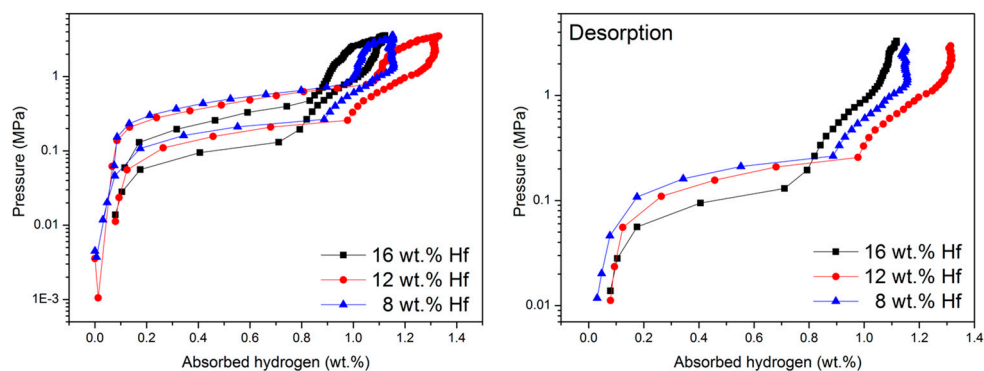 10
1
0.1
0.01
1E-3
Pressure (MPa)
16 wt.% Hf
12 wt.% Hf
8 wt.% Hf
0.0 0.2 0.4 0.6 0.8 1.0 1.2 1.4
Absorbed hydrogen (wt.%)
Desorption
1
0.1
0.01
Pressure (MPa)
16 wt.% Hf
12 wt.% Hf
8 wt.% Hf
0.0 0.2 0.4 0.6 0.8 1.0 1.2 1.4
Absorbed hydrogen (wt.%)